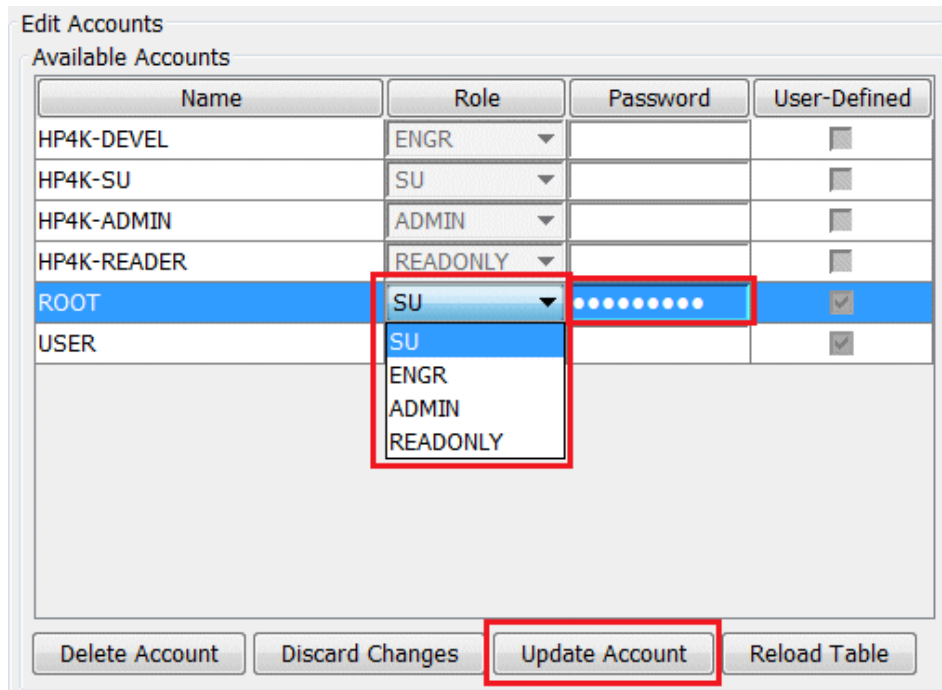 Edit Accounts
Available Accounts
Name Role Password User-Defined
HP4K-DEVEL ENGR
HP4K-SU SU
HP4K-ADMIN ADMIN
HP4K-READER READONLY
ROOT SU •••••••••
USER
SU
ENGR
ADMIN
READONLY
Delete Account Discard Changes Update Account Reload Table